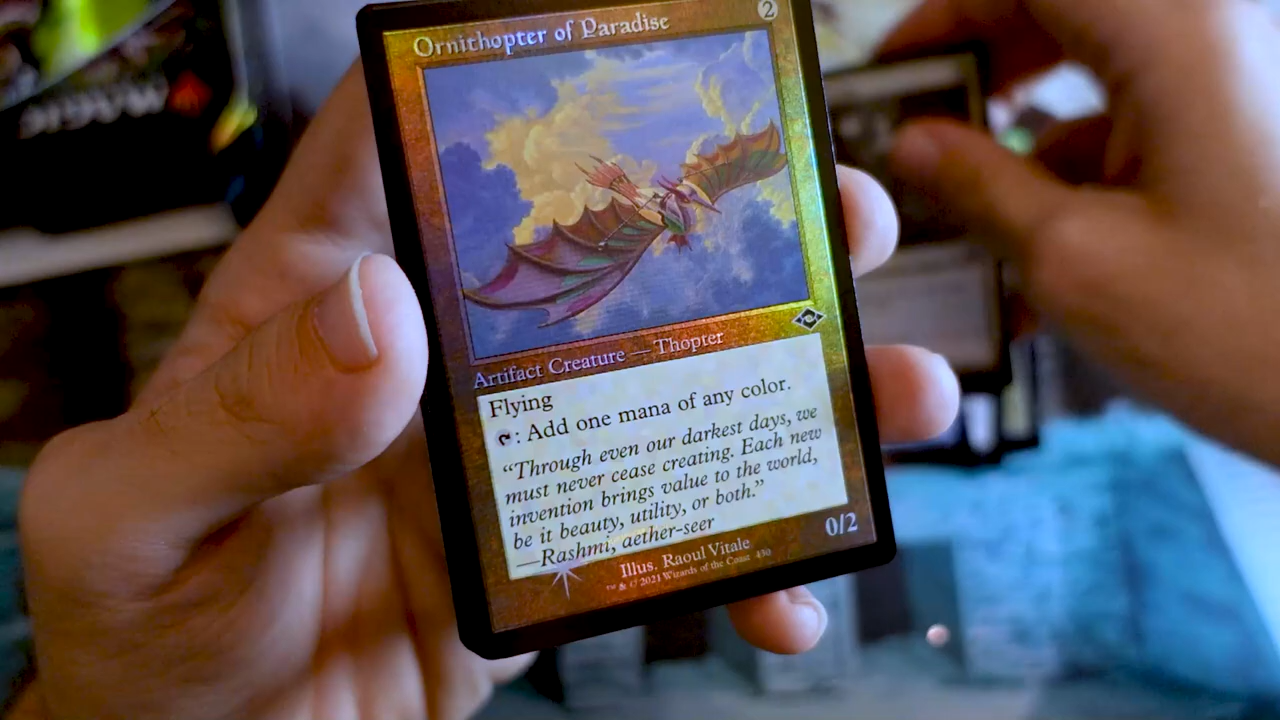 Ornithopter of Paradise 2
Artifact Creature — Thopter
Flying
: Add one mana of any color.
“Through even our darkest days, we
must never cease creating. Each new
invention brings value to the world,
be it beauty, utility, or both.”
—Rashmi, aether-seer
0/2
Illus. Raoul Vitale
™ & © 2021 Wizards of the Coast 430